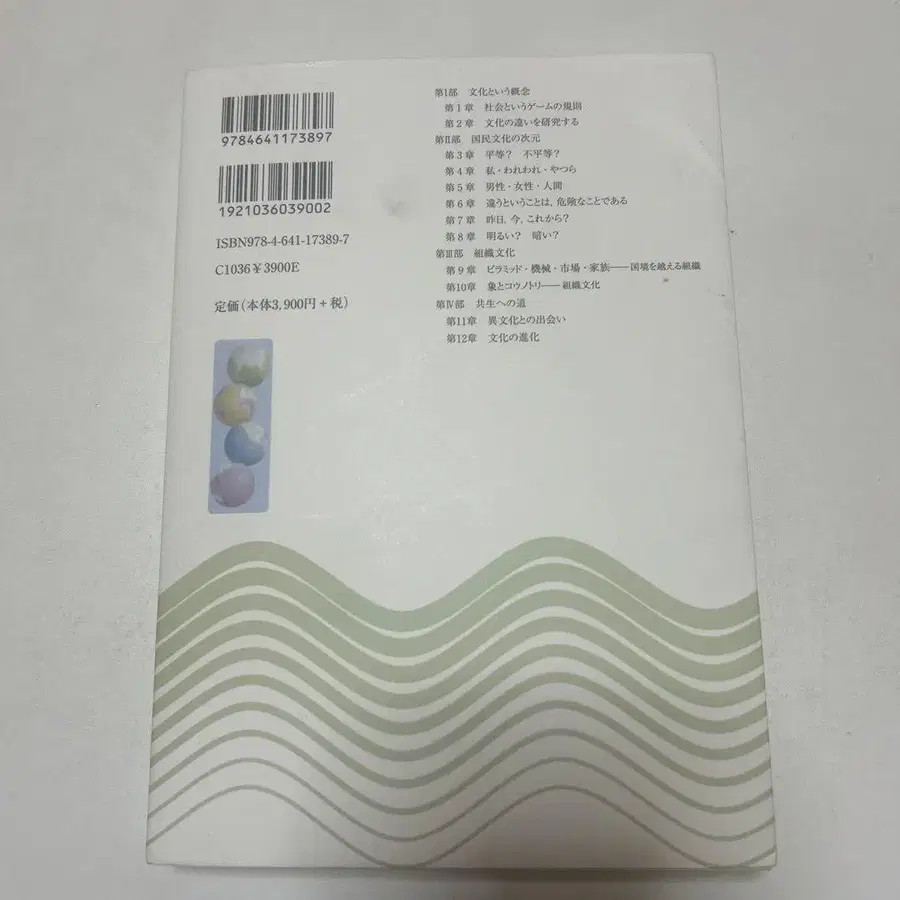 9784641173897
1921036039002
ISBN978-4-641-17389-7
C1036 ¥3900E
定価(本体3,900円+税)
第Ⅰ部 文化という概念
第1章 社会というゲームの規則
第2章 文化の違いを研究する
第Ⅱ部 国民文化の次元
第3章 平等? 不平等?
第4章 私・われわれ・やつら
第5章 男性・女性・人間
第6章 違うということは,危険なことである
第7章 昨日,今,これから?
第8章 明るい? 暗い?
第Ⅲ部 組織文化
第9章 ピラミッド・機械・市場・家族――国境を越える組織
第10章 象とコウノトリ――組織文化
第Ⅳ部 共生への道
第11章 異文化との出会い
第12章 文化の進化